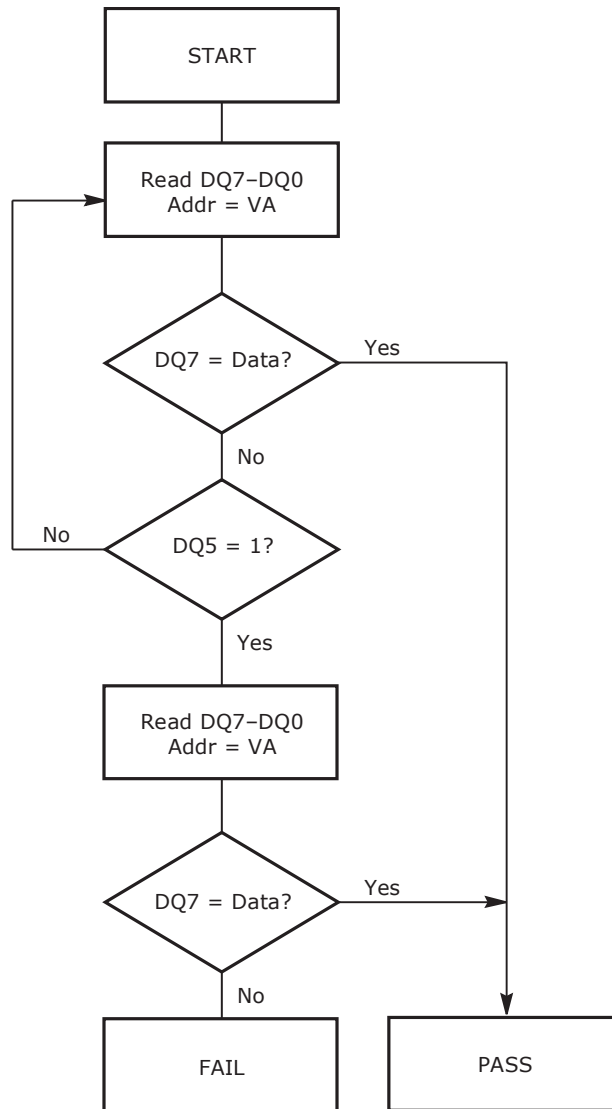 START
Read DQ7–DQ0
Addr = VA
DQ7 = Data?
Yes
No
No
DQ5 = 1?
Yes
Read DQ7–DQ0
Addr = VA
DQ7 = Data?
Yes
No
FAIL
PASS